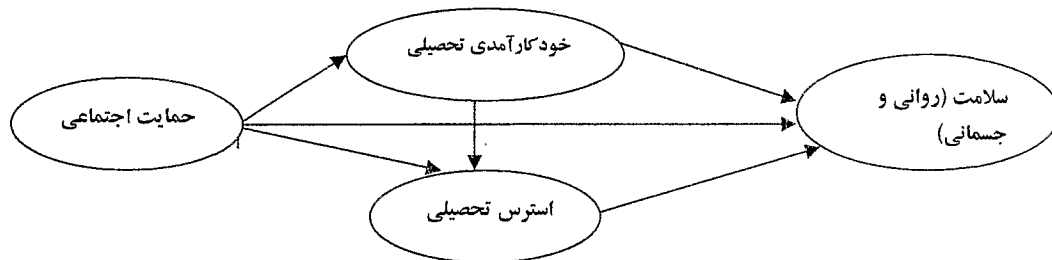 خودکارآمدی تحصیلی
سلامت (روانی و
جسمانی)
حمایت اجتماعی
استرس تحصیلی